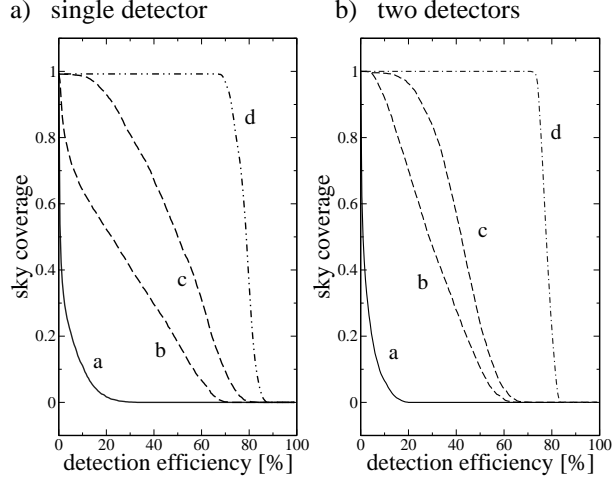 a) single detector
b) two detectors
sky coverage
1
0.8
0.6
0.4
0.2
0
0 20 40 60 80 100
detection efficiency [%]
a
b
c
d
sky coverage
1
0.8
0.6
0.4
0.2
0
0 20 40 60 80 100
detection efficiency [%]
a
b
c
d